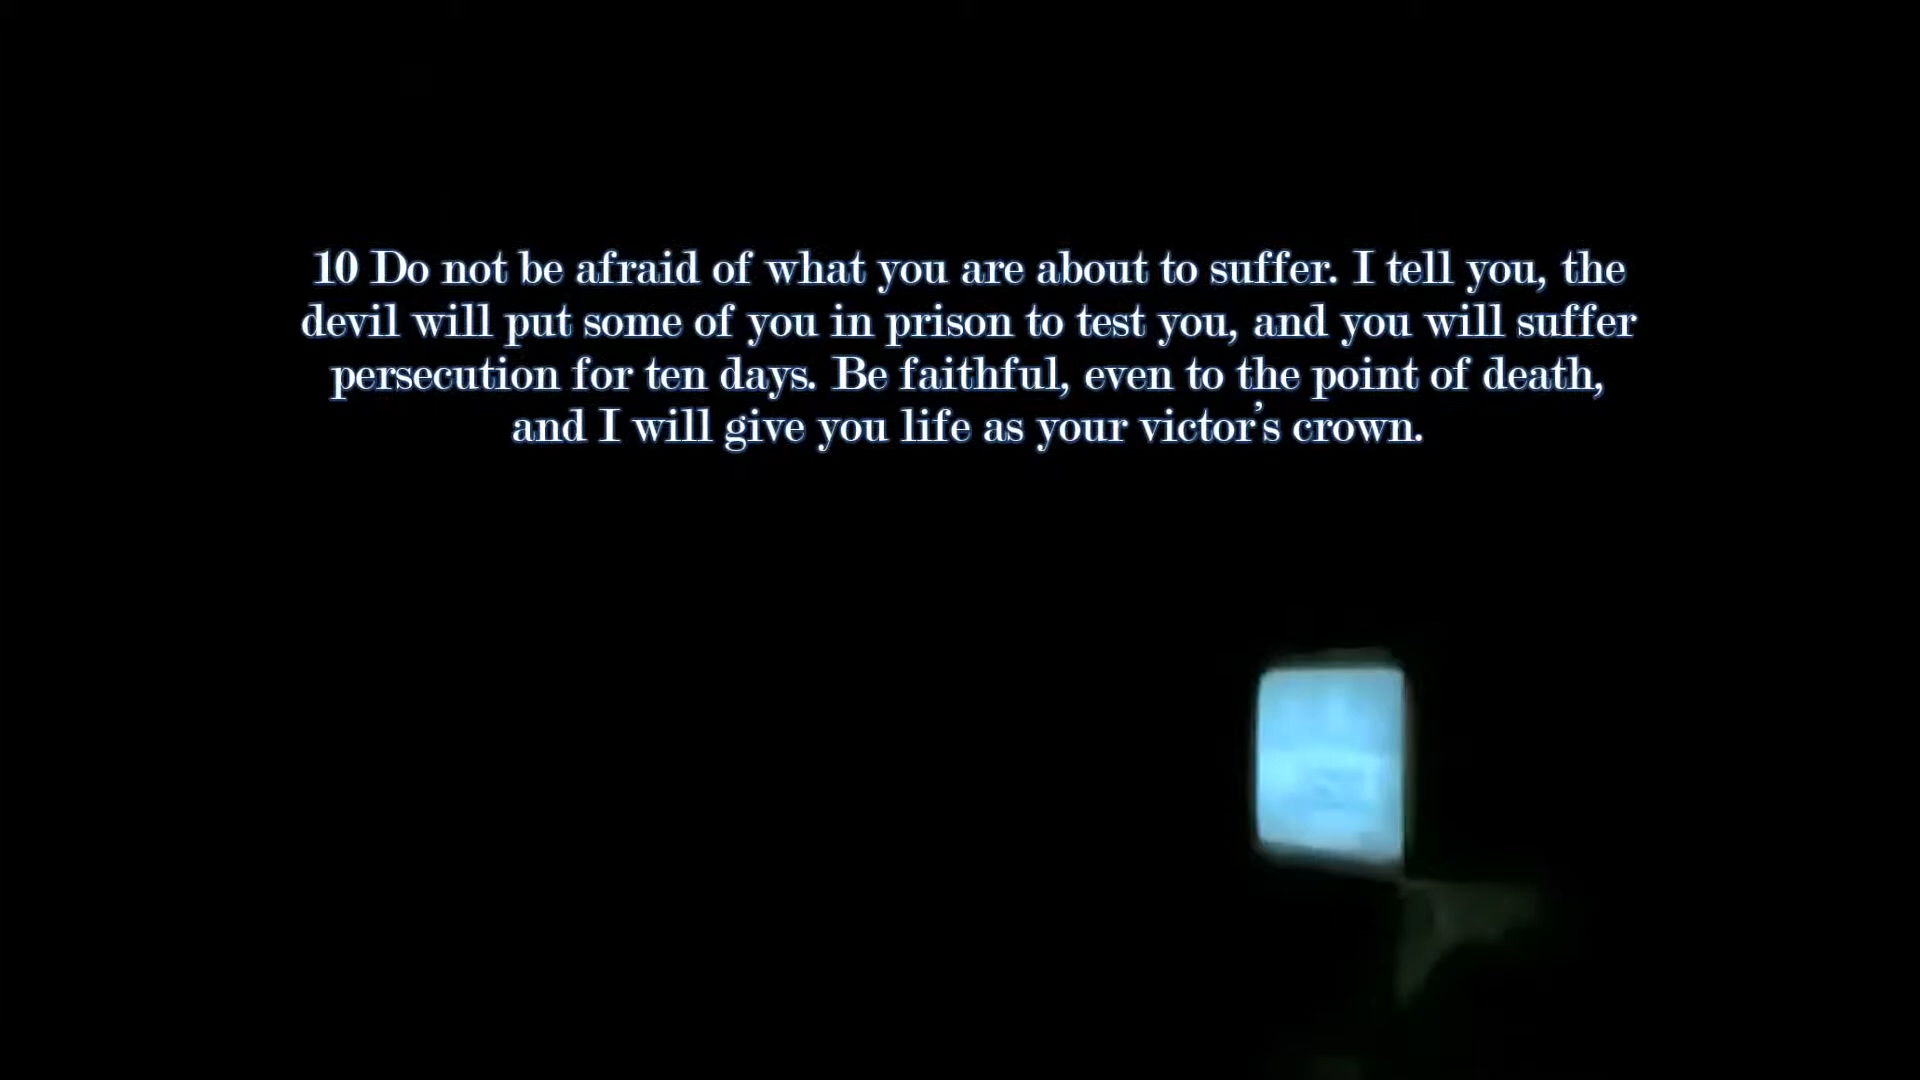 10 Do not be afraid of what you are about to suffer. I tell you, the
devil will put some of you in prison to test you, and you will suffer
persecution for ten days. Be faithful, even to the point of death,
and I will give you life as your victor's crown.